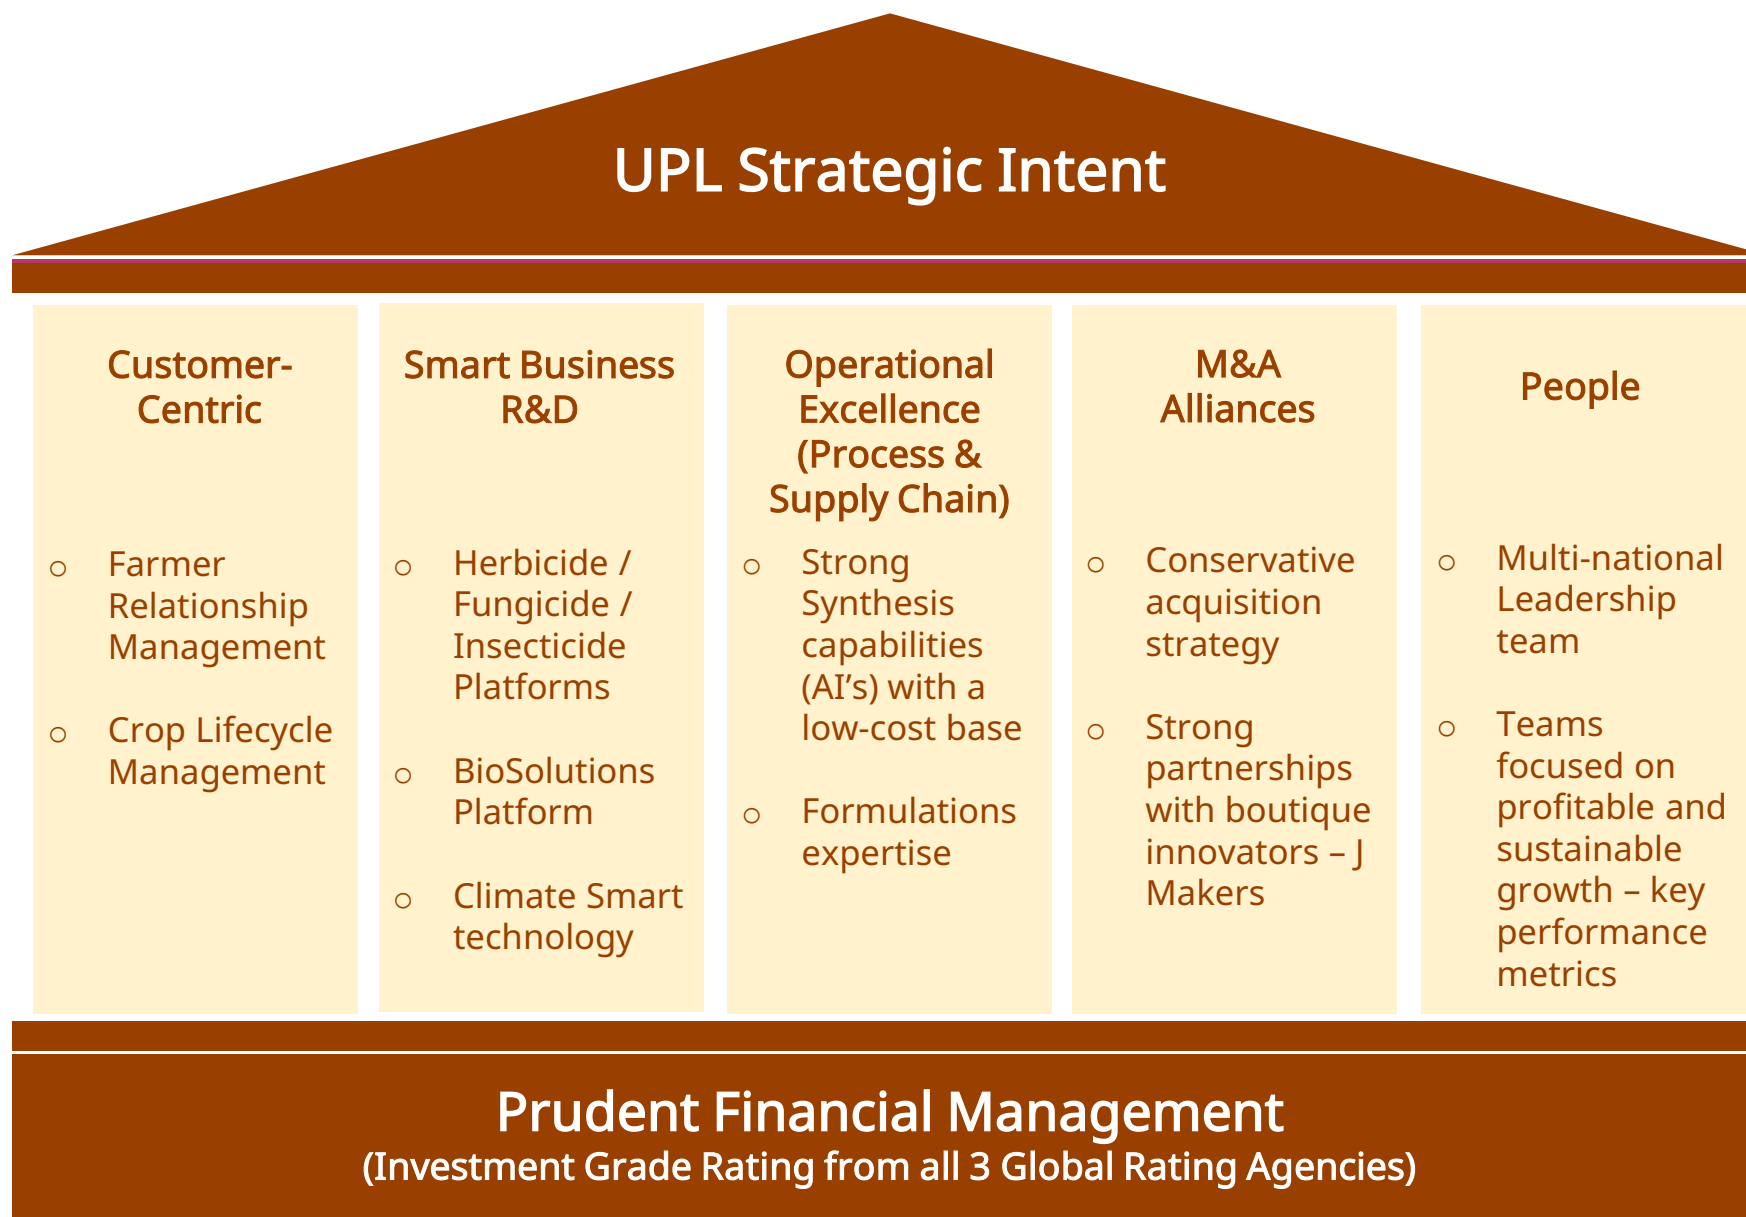 UPL Strategic Intent
Customer-
Centric
○ Farmer
Relationship
Management
○ Crop Lifecycle
Management
Smart Business
R&D
○ Herbicide /
Fungicide /
Insecticide
Platforms
○ BioSolutions
Platform
○ Climate Smart
technology
Operational
Excellence
(Process &
Supply Chain)
○ Strong
Synthesis
capabilities
(AI’s) with a
low-cost base
○ Formulations
expertise
M&A
Alliances
○ Conservative
acquisition
strategy
○ Strong
partnerships
with boutique
innovators – J
Makers
People
○ Multi-national
Leadership
team
○ Teams
focused on
profitable and
sustainable
growth – key
performance
metrics
Prudent Financial Management
(Investment Grade Rating from all 3 Global Rating Agencies)